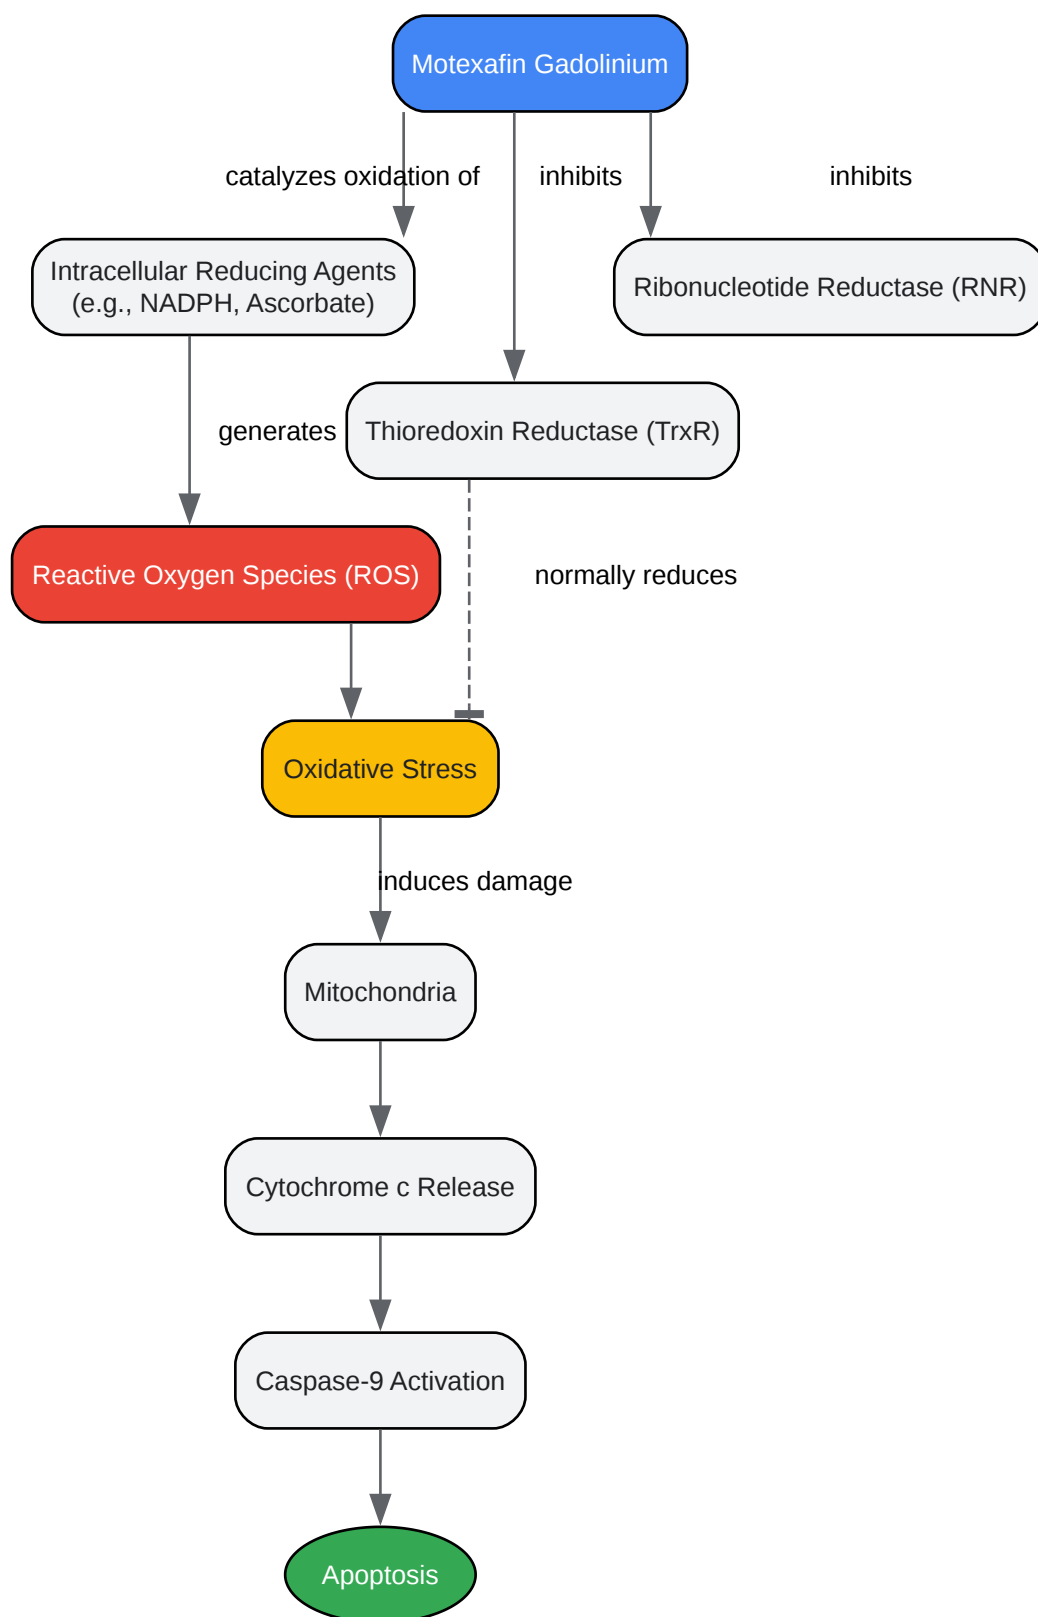 Motexafin Gadolinium
catalyzes oxidation of
inhibits
inhibits
Intracellular Reducing Agents
(e.g., NADPH, Ascorbate)
Ribonucleotide Reductase (RNR)
generates
Thioredoxin Reductase (TrxR)
Reactive Oxygen Species (ROS)
normally reduces
Oxidative Stress
induces damage
Mitochondria
Cytochrome c Release
Caspase-9 Activation
Apoptosis